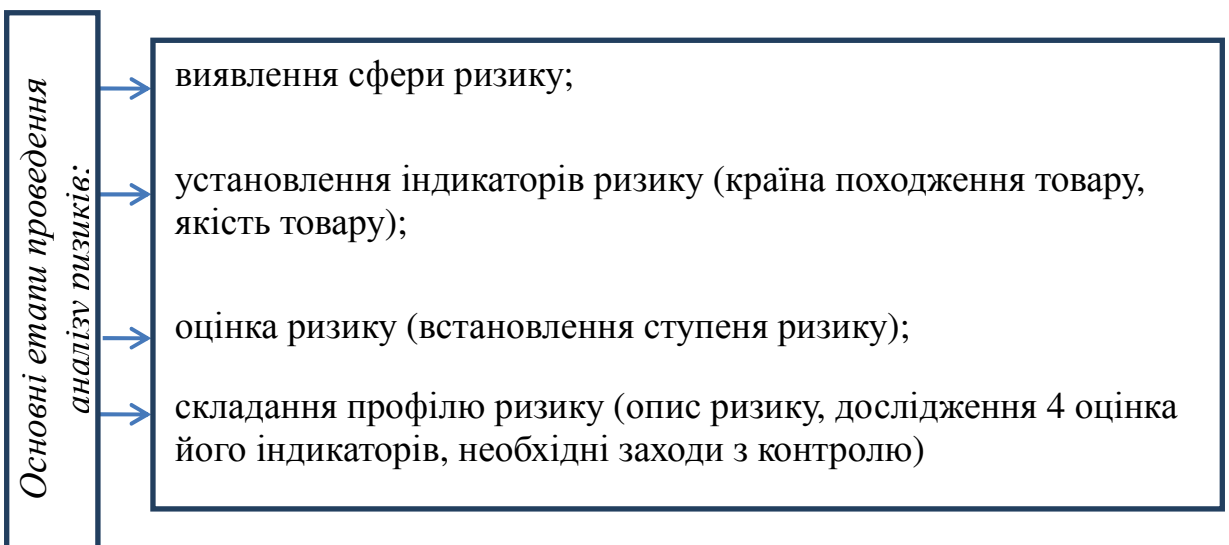 Основні етапи проведення
аналізу ризиків:
виявлення сфери ризику;
установлення індикаторів ризику (країна походження товару,
якість товару);
оцінка ризику (встановлення ступеня ризику);
складання профілю ризику (опис ризику, дослідження 4 оцінка
його індикаторів, необхідні заходи з контролю)